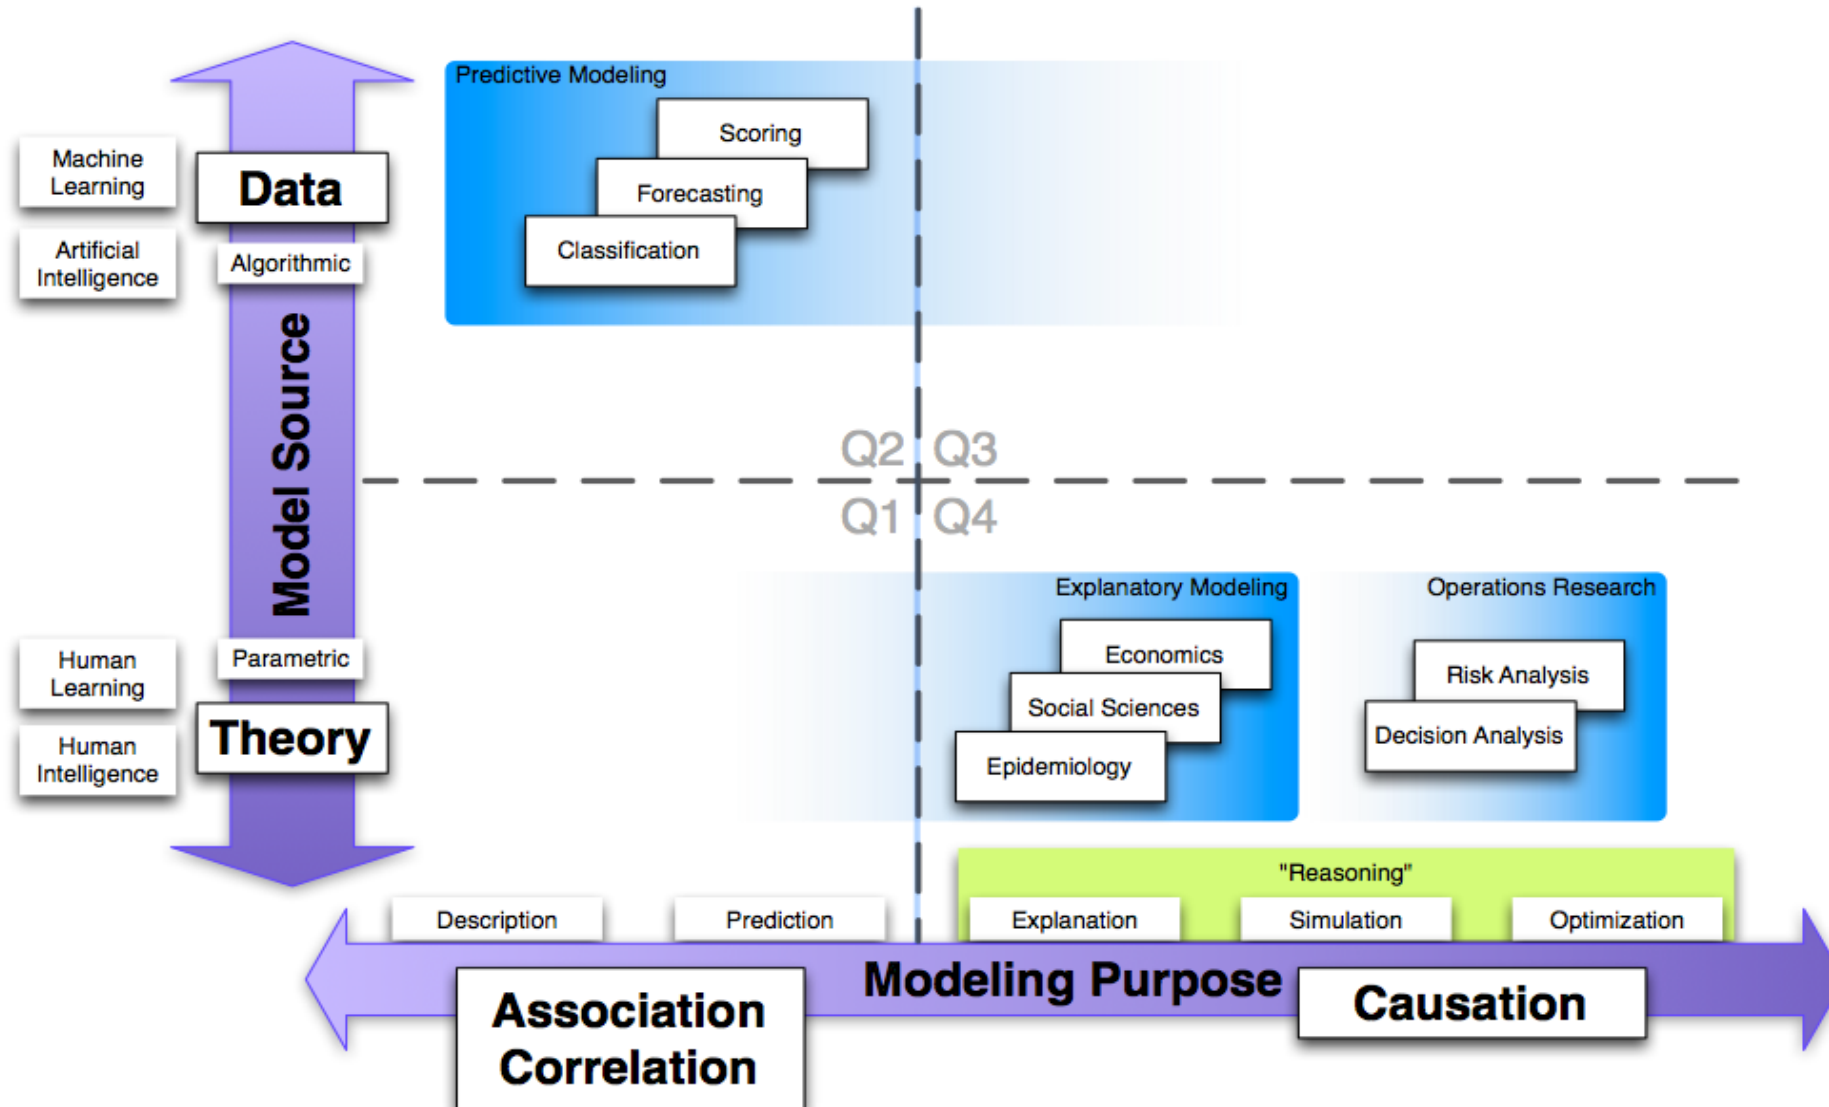 Predictive Modeling
Scoring
Forecasting
Classification
Machine
Learning
Data
Artificial
Intelligence
Algorithmic
Model Source
Q2
Q3
Q1
Q4
Human
Learning
Parametric
Theory
Human
Intelligence
Explanatory Modeling
Economics
Social Sciences
Epidemiology
Operations Research
Risk Analysis
Decision Analysis
"Reasoning"
Description
Prediction
Explanation
Simulation
Optimization
Modeling Purpose
Association
Correlation
Causation